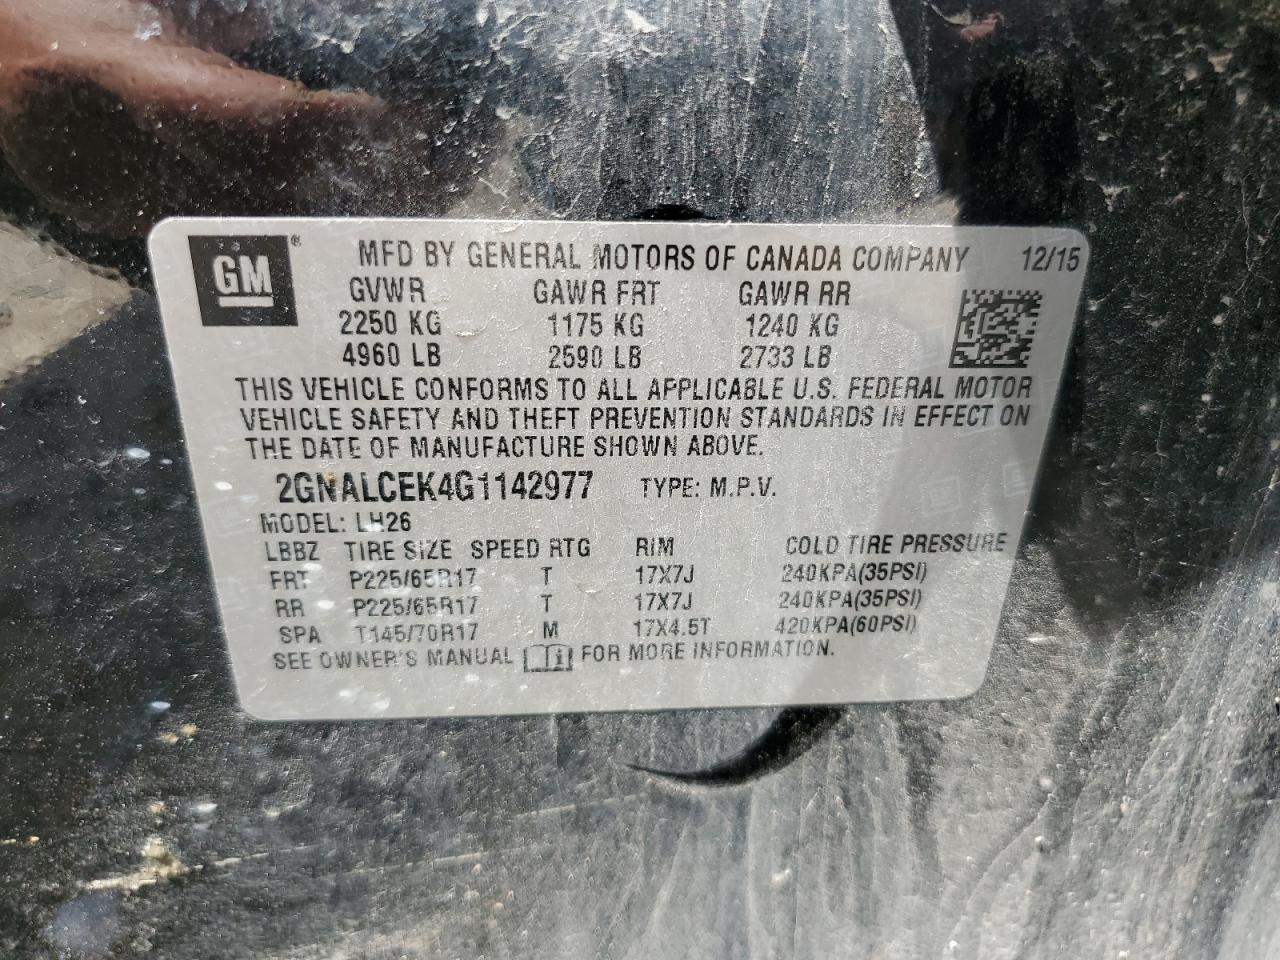 GM®
MFD BY GENERAL MOTORS OF CANADA COMPANY 12/15
GVWR GAWR FRT GAWR RR
2250 KG 1175 KG 1240 KG
4960 LB 2590 LB 2733 LB
THIS VEHICLE CONFORMS TO ALL APPLICABLE U.S. FEDERAL MOTOR
VEHICLE SAFETY AND THEFT PREVENTION STANDARDS IN EFFECT ON
THE DATE OF MANUFACTURE SHOWN ABOVE.
2GNALCEK4G1142977 TYPE: M.P.V.
MODEL: LH26
LBBZ TIRE SIZE SPEED RTG RIM COLD TIRE PRESSURE
FRT P225/65R17 T 17X7J 240KPA(35PSI)
RR P225/65R17 T 17X7J 240KPA(35PSI)
SPA T145/70R17 M 17X4.5T 420KPA(60PSI)
SEE OWNER'S MANUAL FOR MORE INFORMATION.